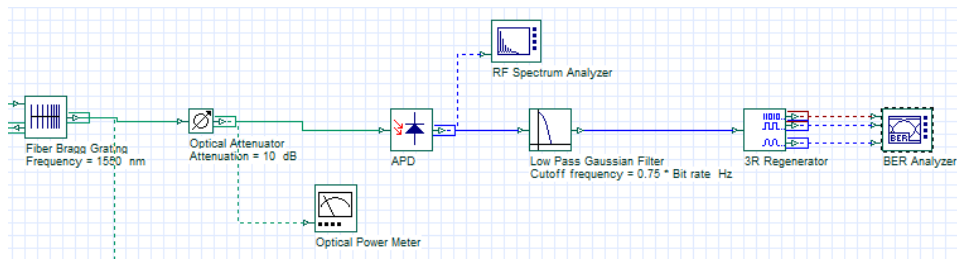 RF Spectrum Analyzer
Fiber Bragg Grating
Frequency = 1550 nm
Optical Attenuator
Attenuation = 10 dB
APD
Low Pass Gaussian Filter
Cutoff frequency = 0.75 * Bit rate Hz
3R Regenerator
BER
BER Analyzer
Optical Power Meter